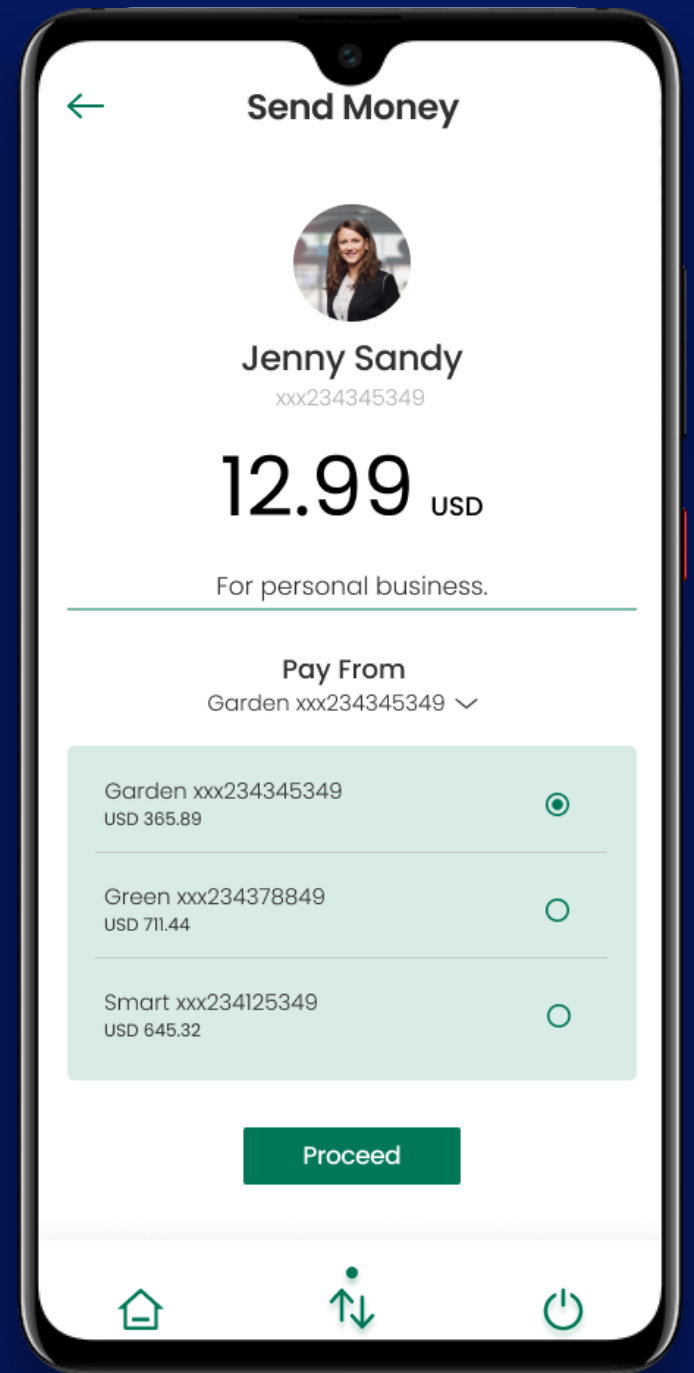 Send Money
Jenny Sandy
xxx234345349
12.99 USD
For personal business.
Pay From
Garden xxx234345349
Garden xxx234345349
USD 365.89
Green xxx234378849
USD 711.44
Smart xxx234125349
USD 645.32
Proceed